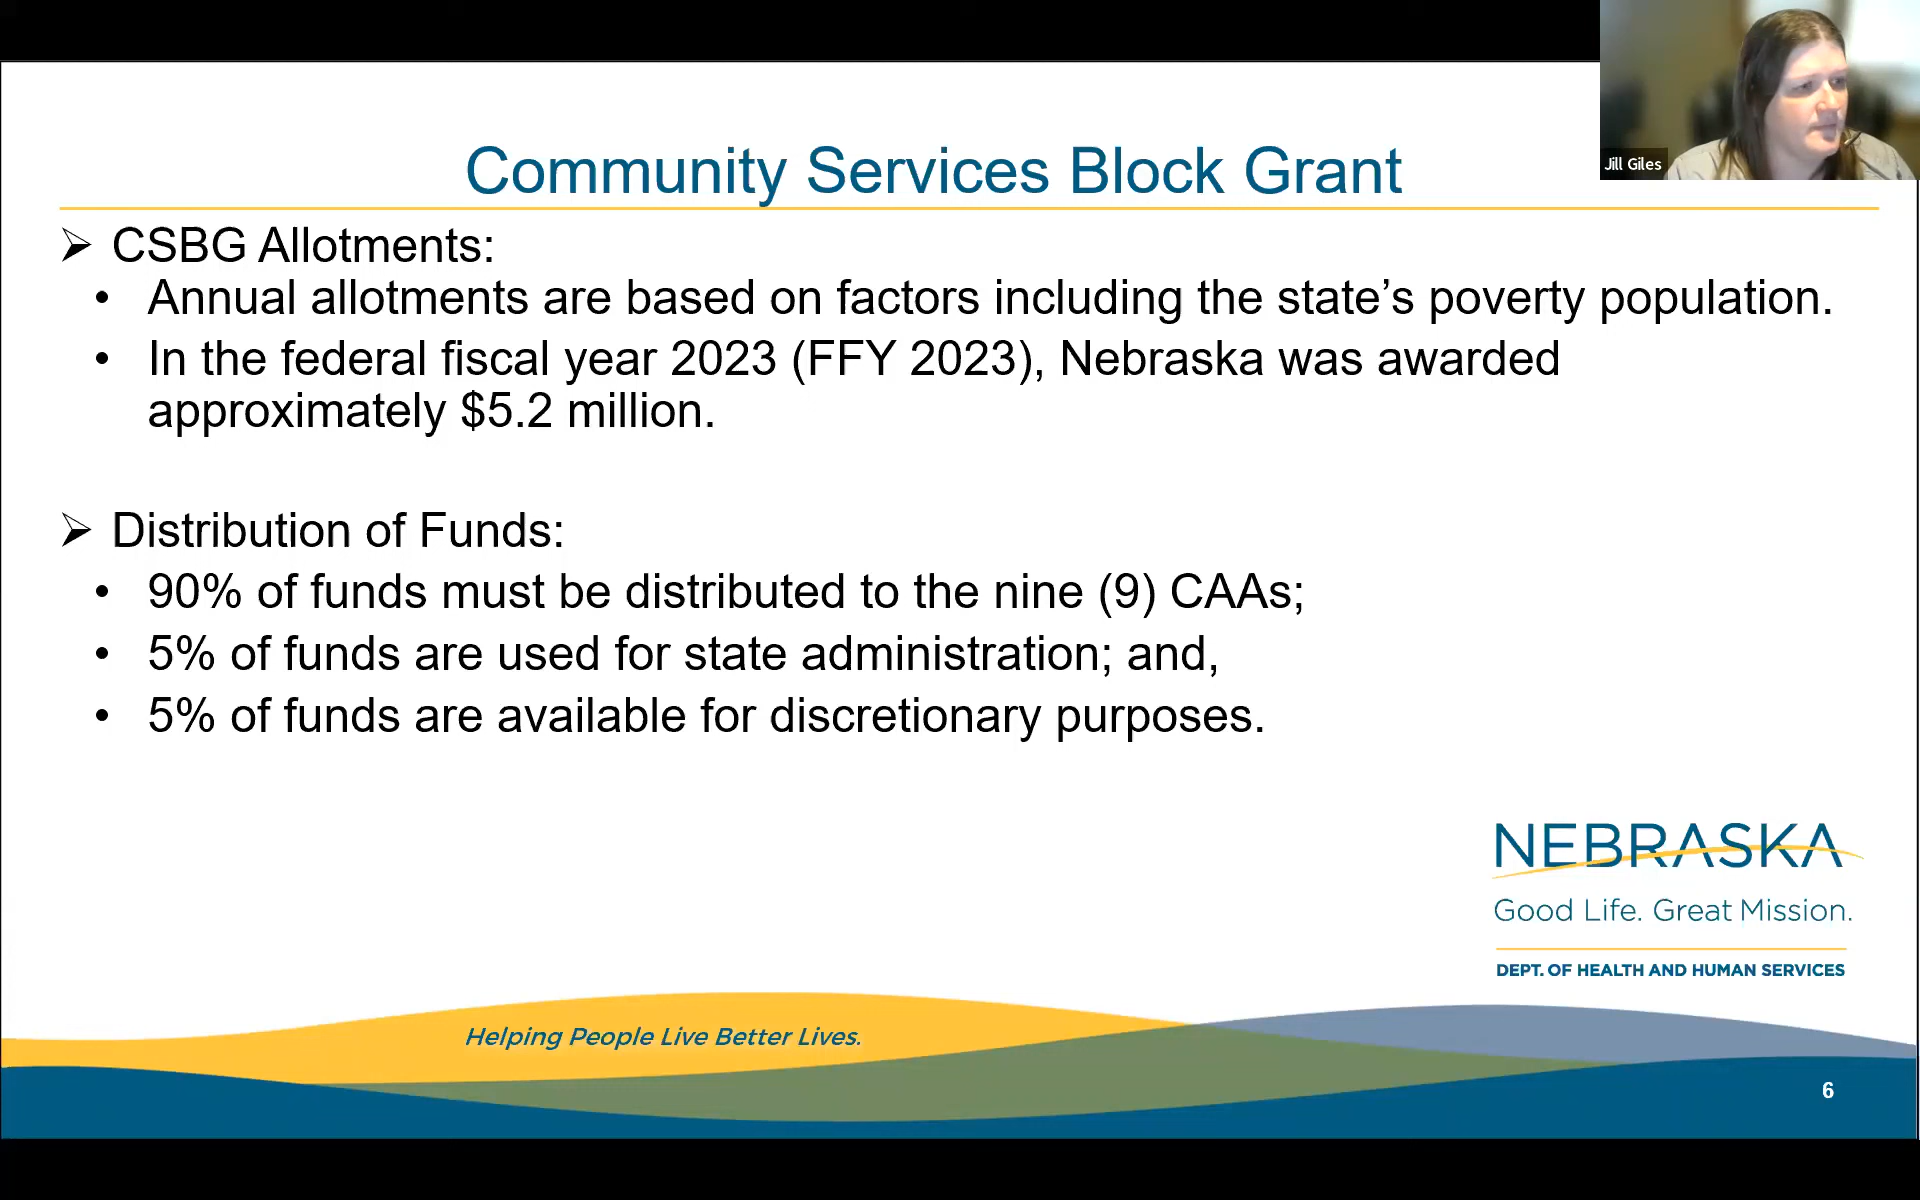 Jill Giles
Community Services Block Grant
➢ CSBG Allotments:
• Annual allotments are based on factors including the state’s poverty population.
• In the federal fiscal year 2023 (FFY 2023), Nebraska was awarded
approximately $5.2 million.
➢ Distribution of Funds:
• 90% of funds must be distributed to the nine (9) CAAs;
• 5% of funds are used for state administration; and,
• 5% of funds are available for discretionary purposes.
NEBRASKA
Good Life. Great Mission.
DEPT. OF HEALTH AND HUMAN SERVICES
Helping People Live Better Lives.
6